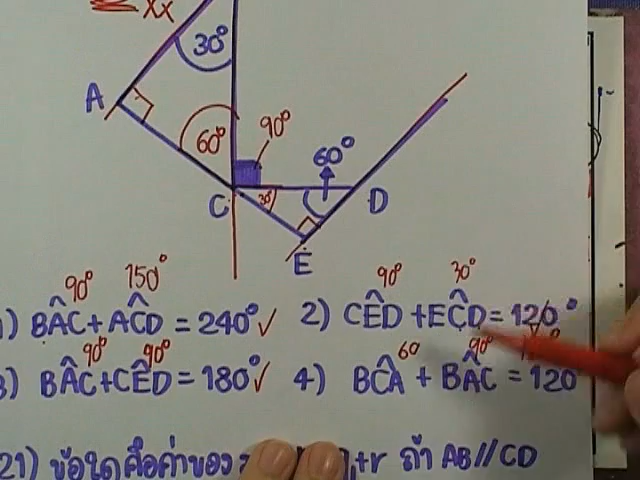 xx
30°
A
60°
90°
60°
C
30°
D
E
90° 150° 90° 30°
1) BÂC+AĈD = 240° ✓ 2) CÊD + EĈD = 120°
90° 90° 60 90°
3) BÂC+CÊD = 180° ✓ 4) BĈA + BÂC = 120
21) ข้อใดคือค่าของ +r ถ้า AB//CD